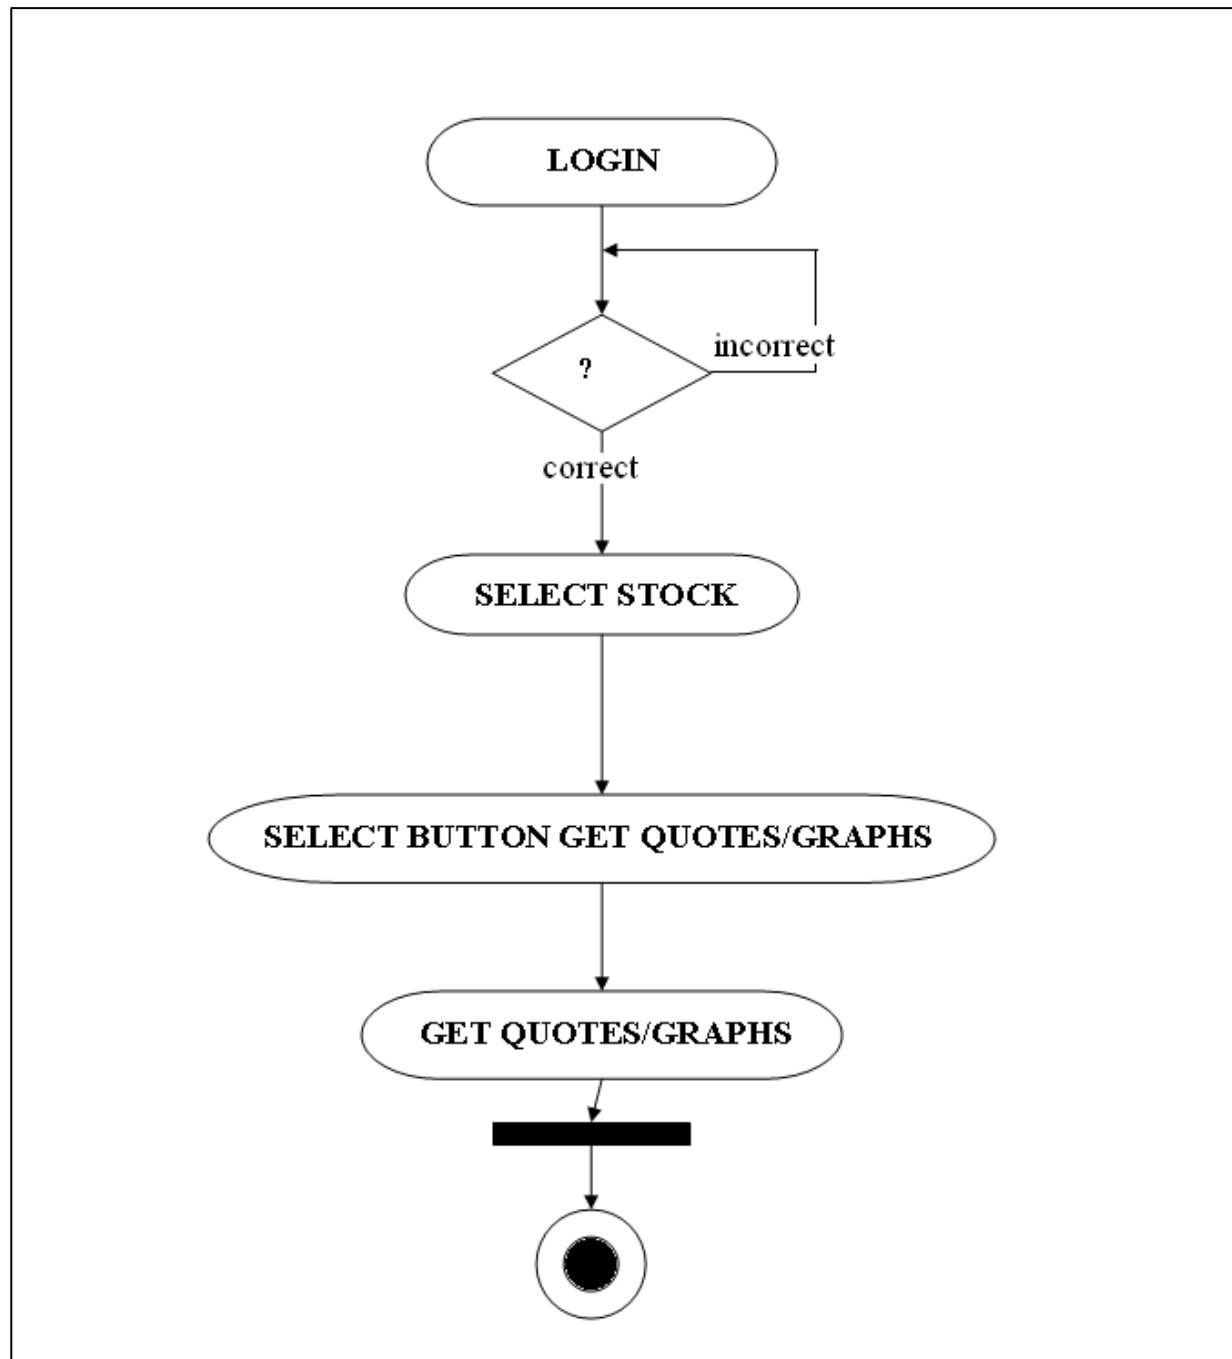 LOGIN
incorrect
?
correct
SELECT STOCK
SELECT BUTTON GET QUOTES/GRAPHS
GET QUOTES/GRAPHS